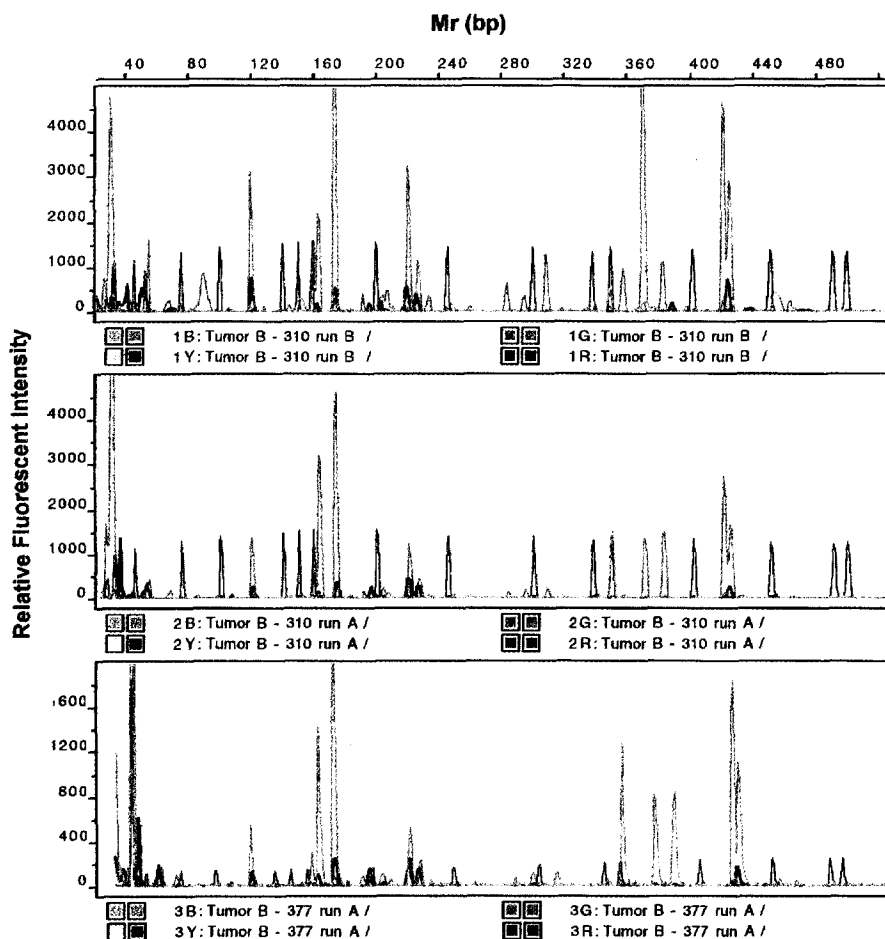 Mr (bp)
40 80 120 160 200 240 280 320 360 400 440 480
Relative Fluorescent Intensity
4000
3000
2000
1000
0
1B: Tumor B - 310 run B /
1G: Tumor B - 310 run B /
1Y: Tumor B - 310 run B /
1R: Tumor B - 310 run B /
4000
3000
2000
1000
0
2B: Tumor B - 310 run A /
2G: Tumor B - 310 run A /
2Y: Tumor B - 310 run A /
2R: Tumor B - 310 run A /
1600
1200
800
400
0
3B: Tumor B - 377 run A /
3G: Tumor B - 377 run A /
3Y: Tumor B - 377 run A /
3R: Tumor B - 377 run A /